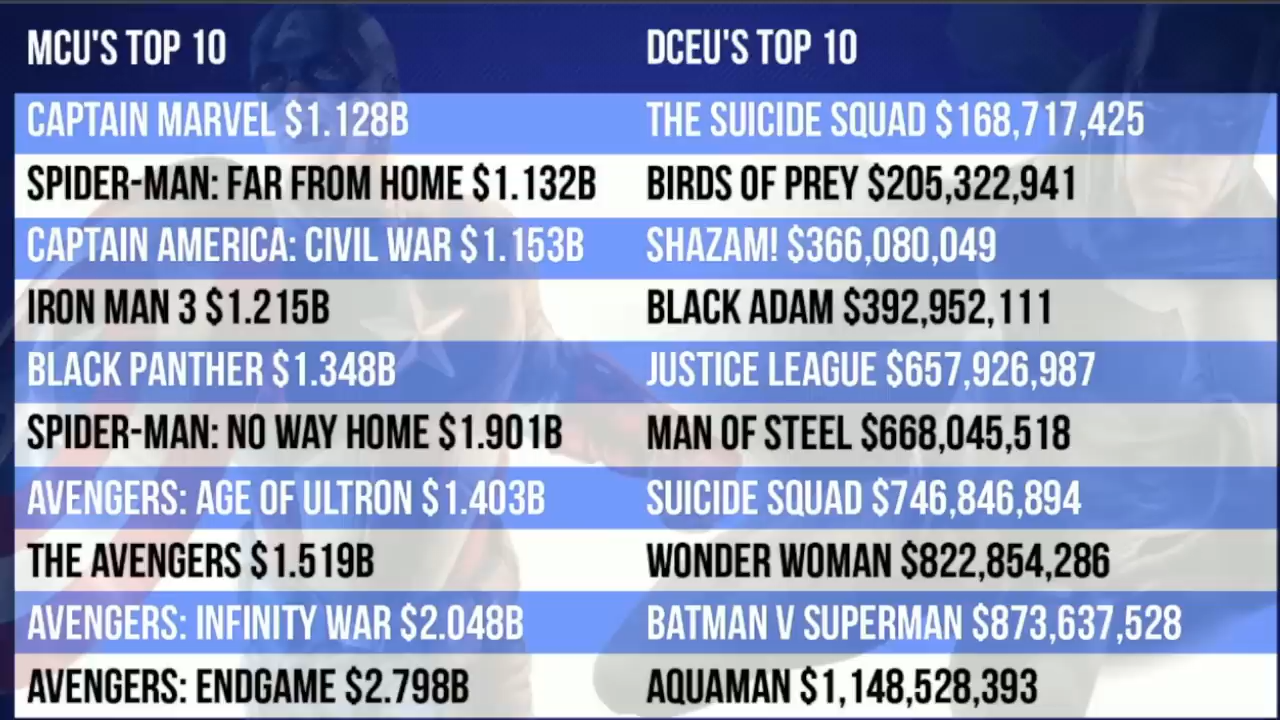 MCU'S TOP 10 DCEU'S TOP 10
CAPTAIN MARVEL $1.128B THE SUICIDE SQUAD $168,717,425
SPIDER-MAN: FAR FROM HOME $1.132B BIRDS OF PREY $205,322,941
CAPTAIN AMERICA: CIVIL WAR $1.153B SHAZAM! $366,080,049
IRON MAN 3 $1.215B BLACK ADAM $392,952,111
BLACK PANTHER $1.348B JUSTICE LEAGUE $657,926,987
SPIDER-MAN: NO WAY HOME $1.901B MAN OF STEEL $668,045,518
AVENGERS: AGE OF ULTRON $1.403B SUICIDE SQUAD $746,846,894
THE AVENGERS $1.519B WONDER WOMAN $822,854,286
AVENGERS: INFINITY WAR $2.048B BATMAN V SUPERMAN $873,637,528
AVENGERS: ENDGAME $2.798B AQUAMAN $1,148,528,393